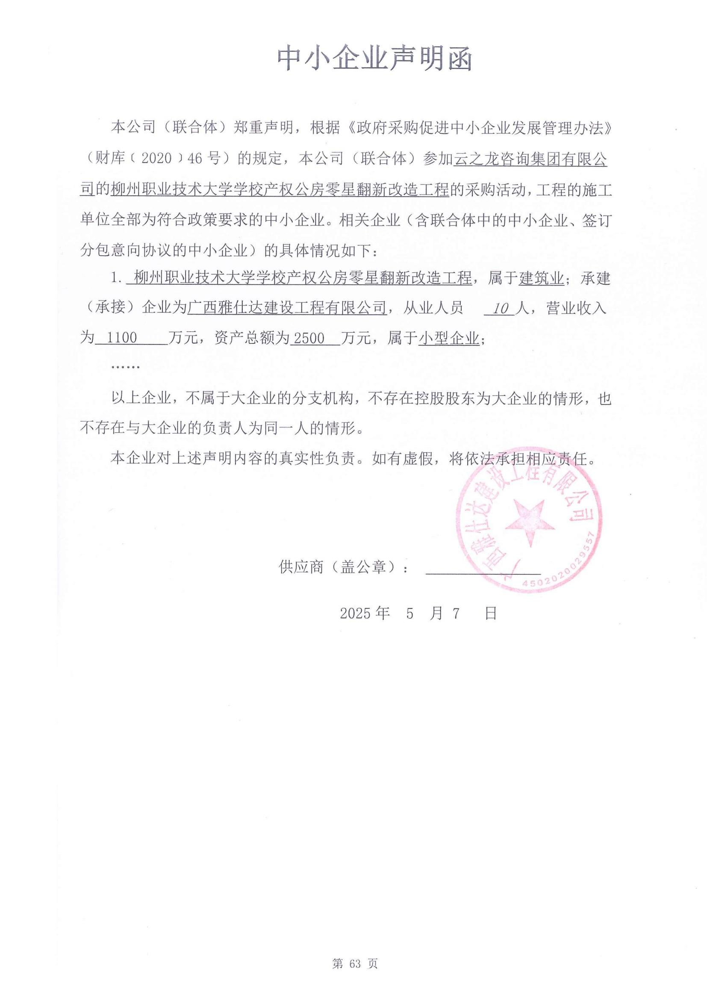 中小企业声明函
本公司（联合体）郑重声明，根据《政府采购促进中小企业发展管理办法》
（财库﹝2020﹞46 号）的规定，本公司（联合体）参加云之龙咨询集团有限公
司的柳州职业技术大学学校产权公房零星翻新改造工程的采购活动，工程的施工
单位全部为符合政策要求的中小企业。相关企业（含联合体中的中小企业、签订
分包意向协议的中小企业）的具体情况如下：
1. 柳州职业技术大学学校产权公房零星翻新改造工程，属于建筑业；承建
（承接）企业为广西雅仕达建设工程有限公司，从业人员 10 人，营业收入
为 1100 万元，资产总额为 2500 万元，属于小型企业；
……
以上企业，不属于大企业的分支机构，不存在控股股东为大企业的情形，也
不存在与大企业的负责人为同一人的情形。
本企业对上述声明内容的真实性负责。如有虚假，将依法承担相应责任。
广西雅仕达建设工程有限公司
4502020029557
供应商（盖公章）：
2025 年 5 月 7 日
第 63 页